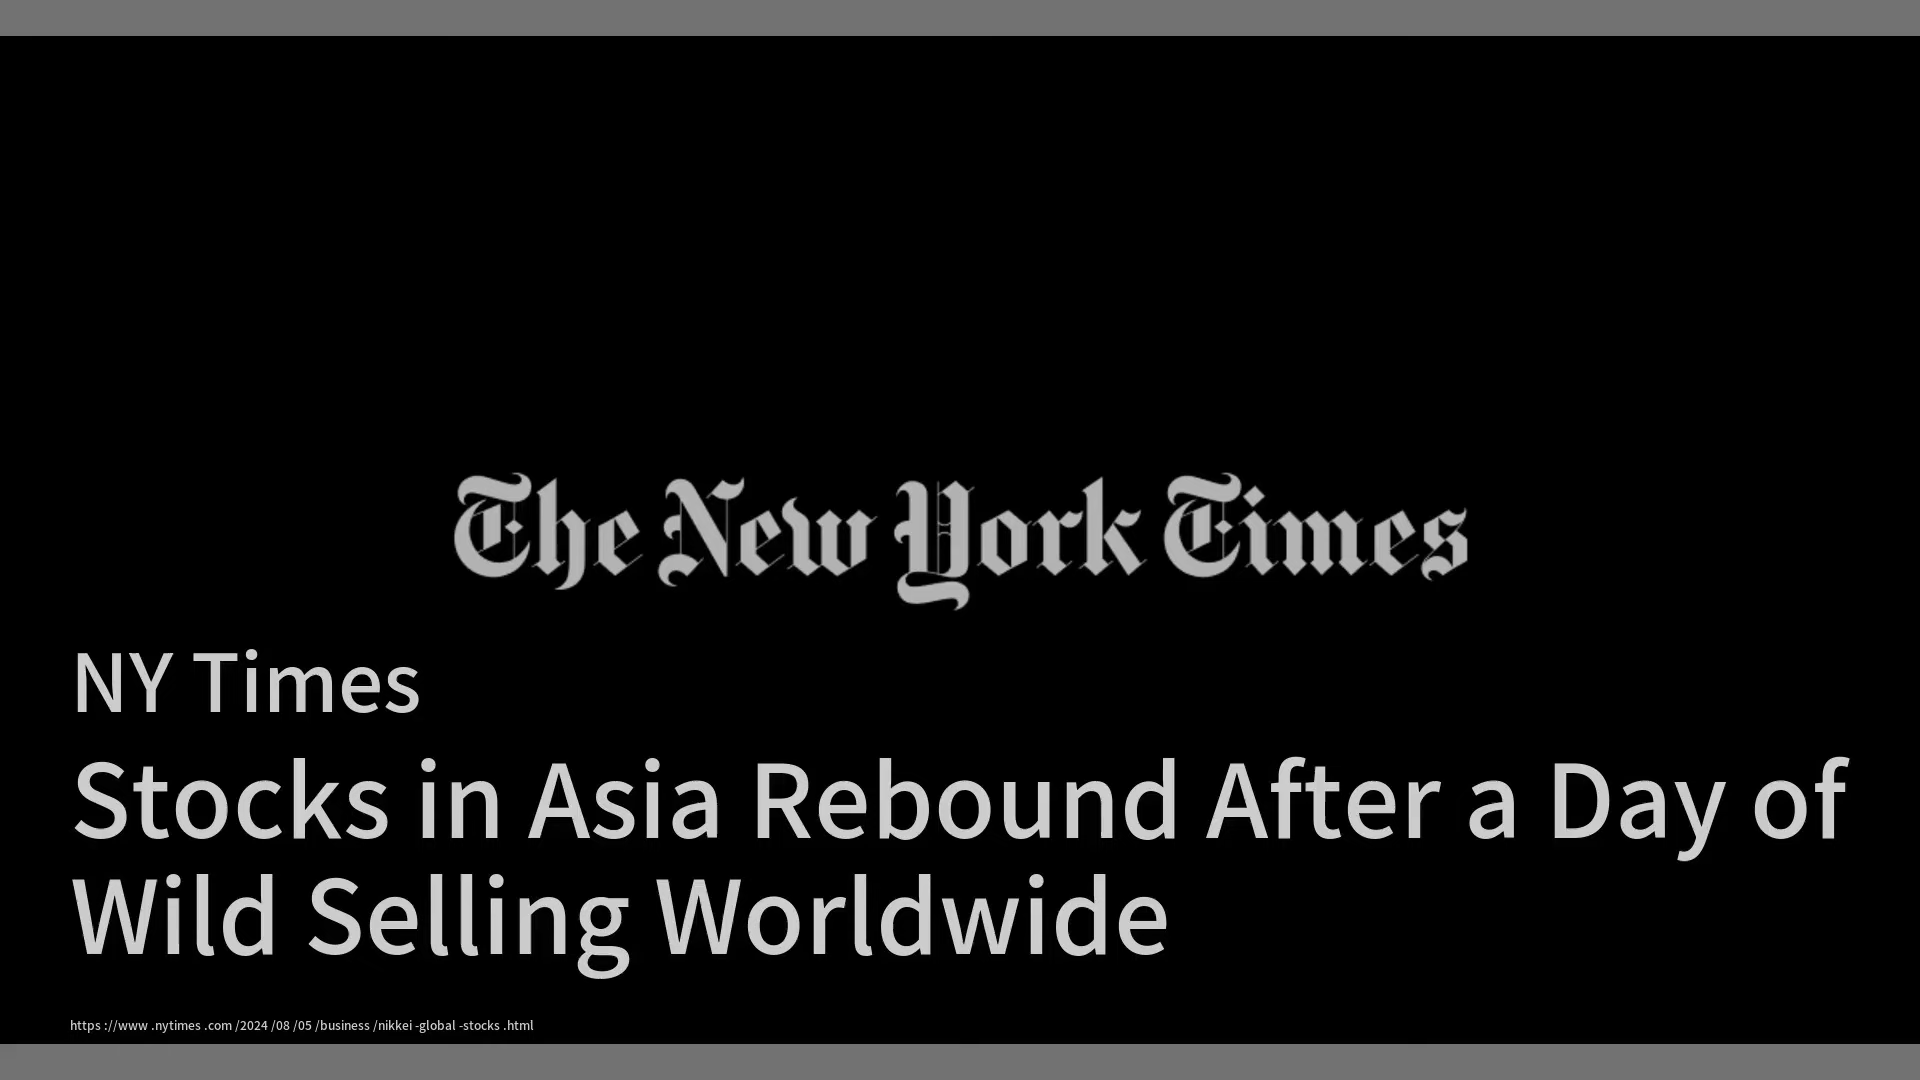 The New York Times
NY Times
Stocks in Asia Rebound After a Day of
Wild Selling Worldwide
https ://www .nytimes .com /2024 /08 /05 /business /nikkei -global -stocks .html